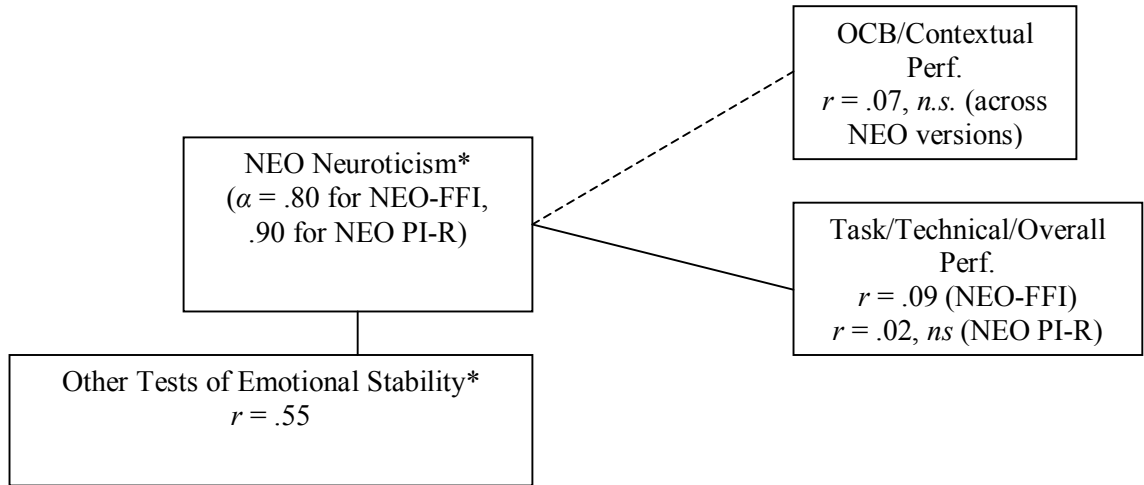 OCB/Contextual
Perf.
r = .07, n.s. (across
NEO versions)
NEO Neuroticism*
(α = .80 for NEO-FFI,
.90 for NEO PI-R)
Task/Technical/Overall
Perf.
r = .09 (NEO-FFI)
r = .02, ns (NEO PI-R)
Other Tests of Emotional Stability*
r = .55